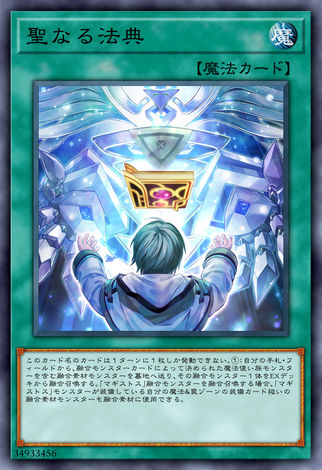 聖なる法典
魔
【魔法カード】
このカード名のカードは１ターンに１枚しか発動できない。①：自分の手札・フ
ィールドから、融合モンスターカードによって決められた魔法使い族モンスタ
ーを含む融合素材モンスターを墓地へ送り、その融合モンスター１体をEXデッ
キから融合召喚する。「マギストス」融合モンスターを融合召喚する場合、「マギ
ストス」モンスターが装備している自分の魔法&罠ゾーンの装備カード扱いの
融合モンスターも融合素材に使用できる。
34933456